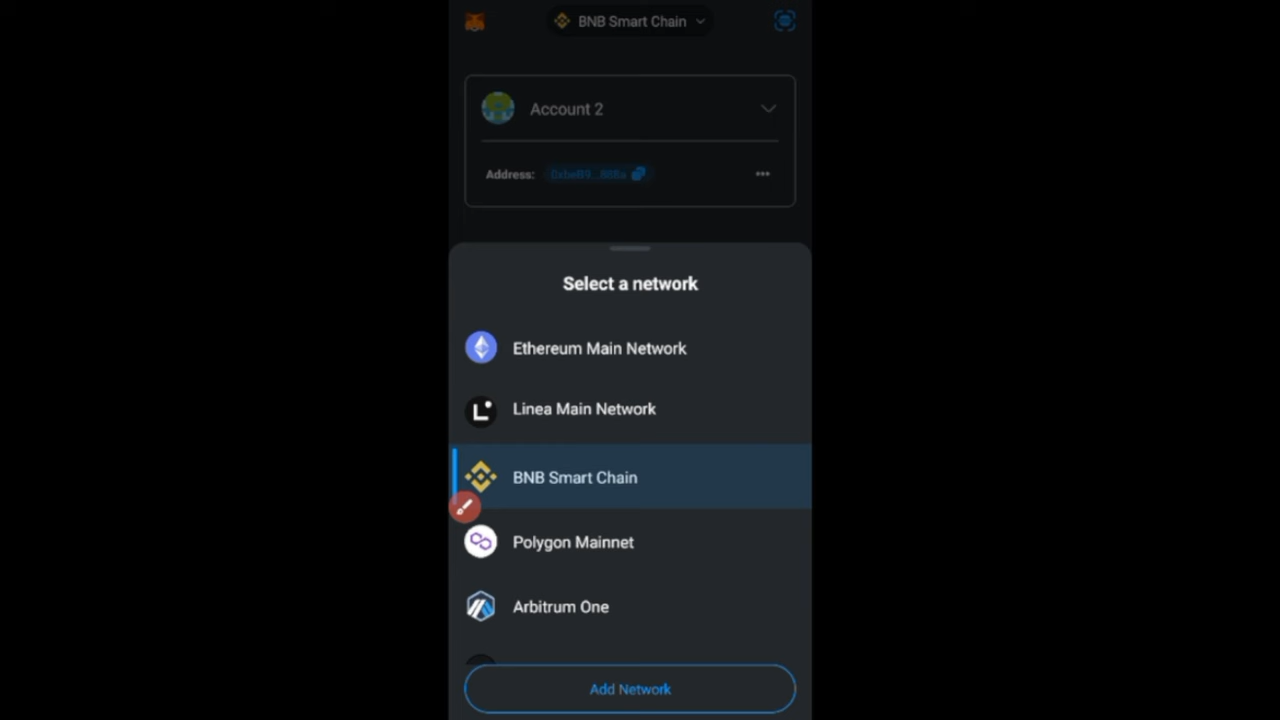 BNB Smart Chain
Account 2
Address:
Select a network
Ethereum Main Network
Linea Main Network
BNB Smart Chain
Polygon Mainnet
Arbitrum One
Add Network